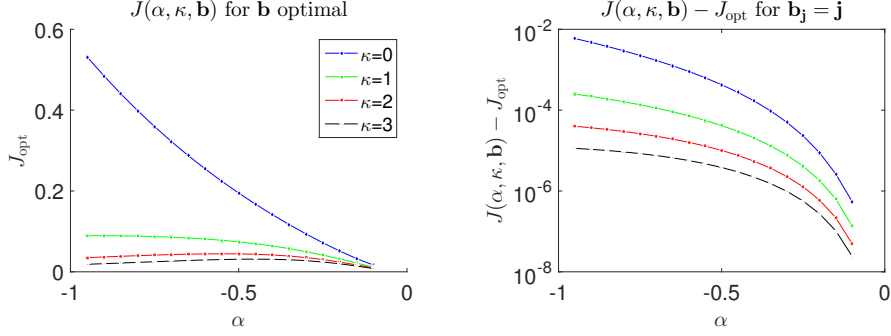 J(α, κ, b) for b optimal
0.6
0.4
0.2
0
J_opt
-1
-0.5
0
α
κ=0
κ=1
κ=2
κ=3
J(α, κ, b) − J_opt for b_j = j
10^-2
10^-4
10^-6
10^-8
J(α, κ, b) − J_opt
-1
-0.5
0
α